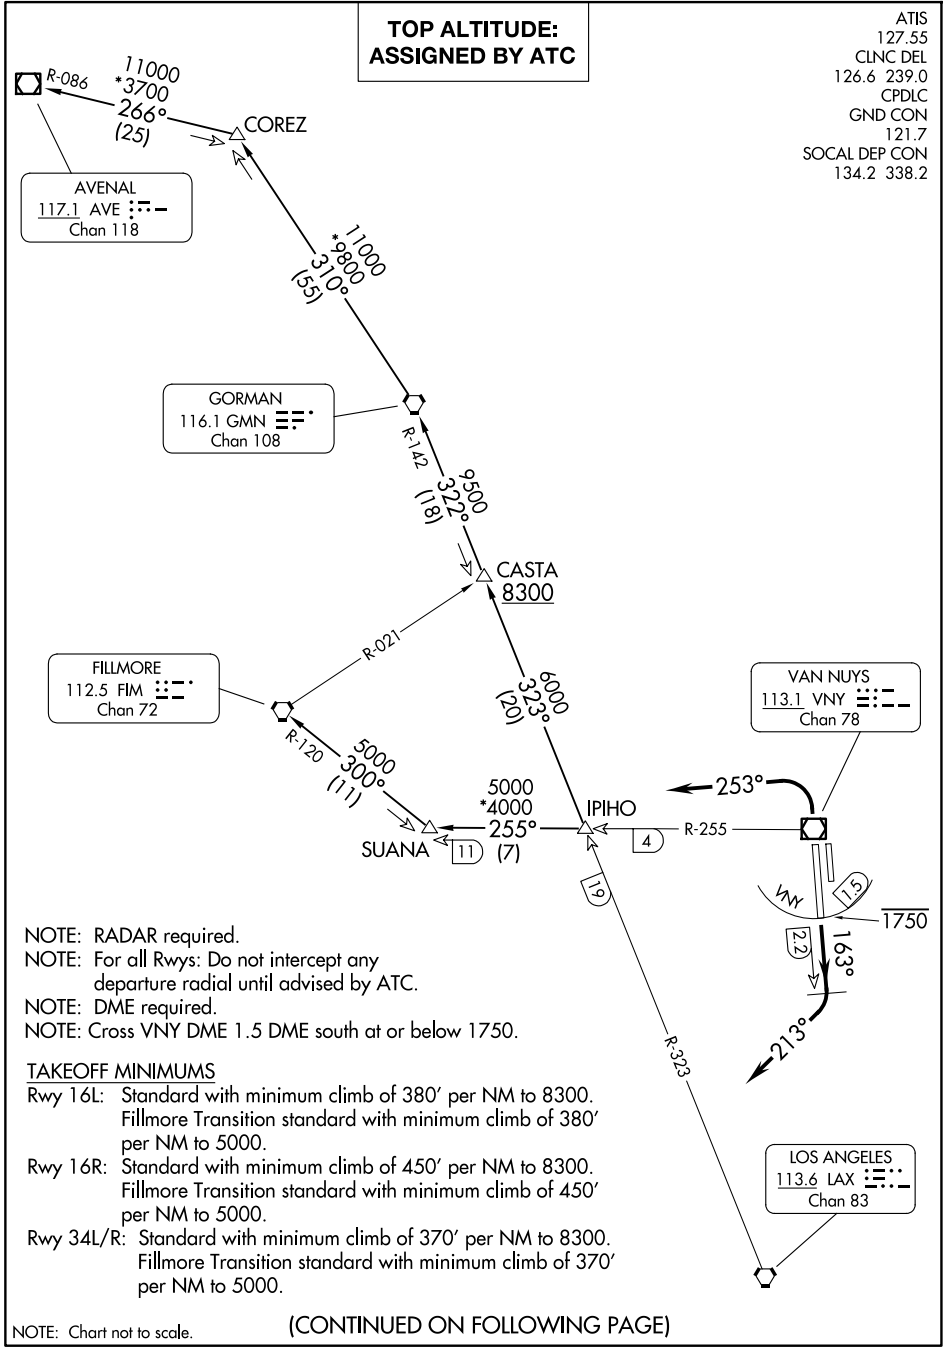 TOP ALTITUDE:
ASSIGNED BY ATC
ATIS
127.55
CLNC DEL
126.6 239.0
CPDLC
GND CON
121.7
SOCAL DEP CON
134.2 338.2
R-086
11000
*3700
266°
(25)
COREZ
AVENAL
117.1 AVE
Chan 118
11000
*9800
310°
(55)
GORMAN
116.1 GMN
Chan 108
R-142
9500
322°
(18)
CASTA
8300
R-021
FILLMORE
112.5 FIM
Chan 72
R-120
5000
300°
(11)
6000
323°
(20)
VAN NUYS
113.1 VNY
Chan 78
253°
5000
*4000
255°
(7)
IPIHO
SUANA
11
4
R-255
19
VNY
1.5
1750
2.2
163°
213°
R-323
NOTE: RADAR required.
NOTE: For all Rwys: Do not intercept any
departure radial until advised by ATC.
NOTE: DME required.
NOTE: Cross VNY DME 1.5 DME south at or below 1750.
TAKEOFF MINIMUMS
Rwy 16L: Standard with minimum climb of 380' per NM to 8300.
Fillmore Transition standard with minimum climb of 380'
per NM to 5000.
Rwy 16R: Standard with minimum climb of 450' per NM to 8300.
Fillmore Transition standard with minimum climb of 450'
per NM to 5000.
Rwy 34L/R: Standard with minimum climb of 370' per NM to 8300.
Fillmore Transition standard with minimum climb of 370'
per NM to 5000.
LOS ANGELES
113.6 LAX
Chan 83
NOTE: Chart not to scale.
(CONTINUED ON FOLLOWING PAGE)